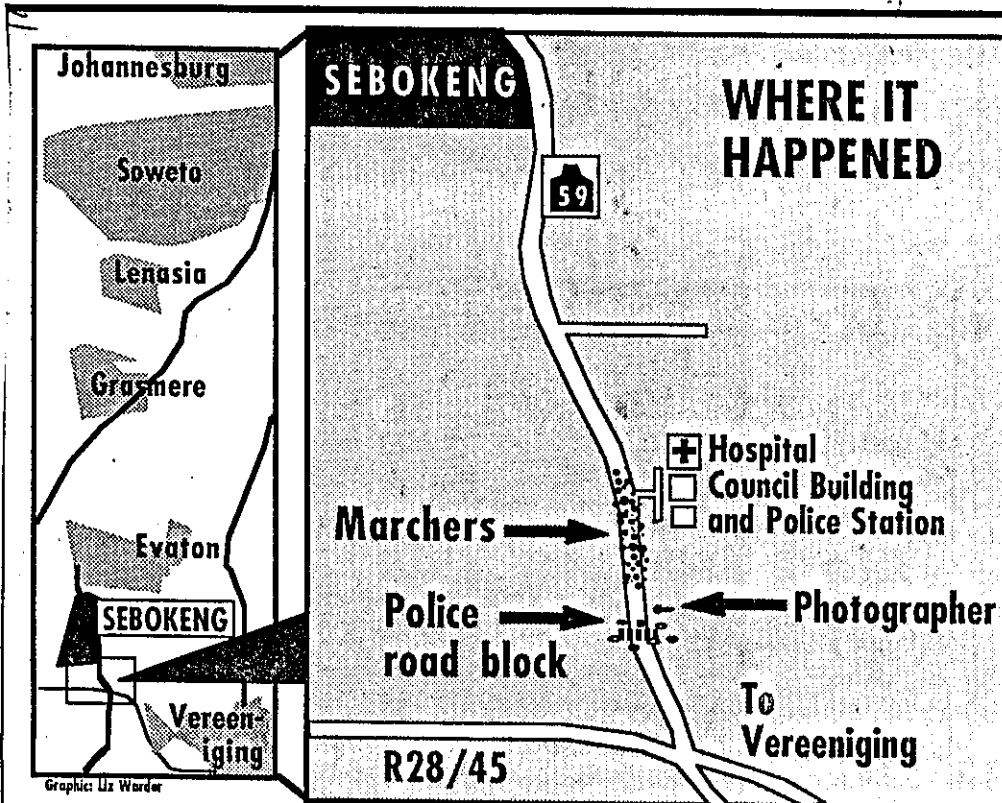 Johannesburg
Soweto
Lenasia
Grasmere
Evaton
SEBOKENG
Vereen-
iging
Graphic: Liz Warder
SEBOKENG
WHERE IT
HAPPENED
59
Hospital
Council Building
and Police Station
Marchers
Police
road block
Photographer
To
Vereeniging
R28/45